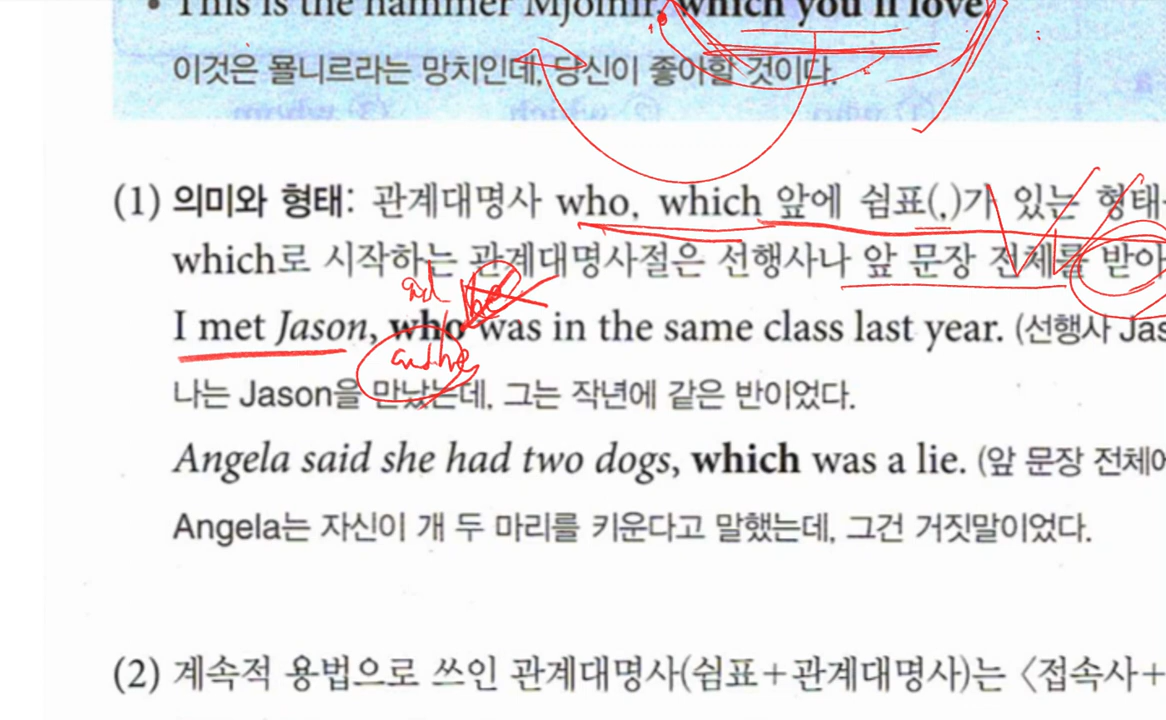 • This is the hammer Mjolnir, which you'll love
이것은 묠니르라는 망치인데, 당신이 좋아할 것이다.
(1) 의미와 형태: 관계대명사 who, which 앞에 쉼표(,)가 있는 형태
which로 시작하는 관계대명사절은 선행사나 앞 문장 전체를 받아
and he
I met Jason, who was in the same class last year. (선행사 Jas
and he
나는 Jason을 만났는데, 그는 작년에 같은 반이었다.
Angela said she had two dogs, which was a lie. (앞 문장 전체에
Angela는 자신이 개 두 마리를 키운다고 말했는데, 그건 거짓말이었다.
(2) 계속적 용법으로 쓰인 관계대명사(쉼표+관계대명사)는 〈접속사+